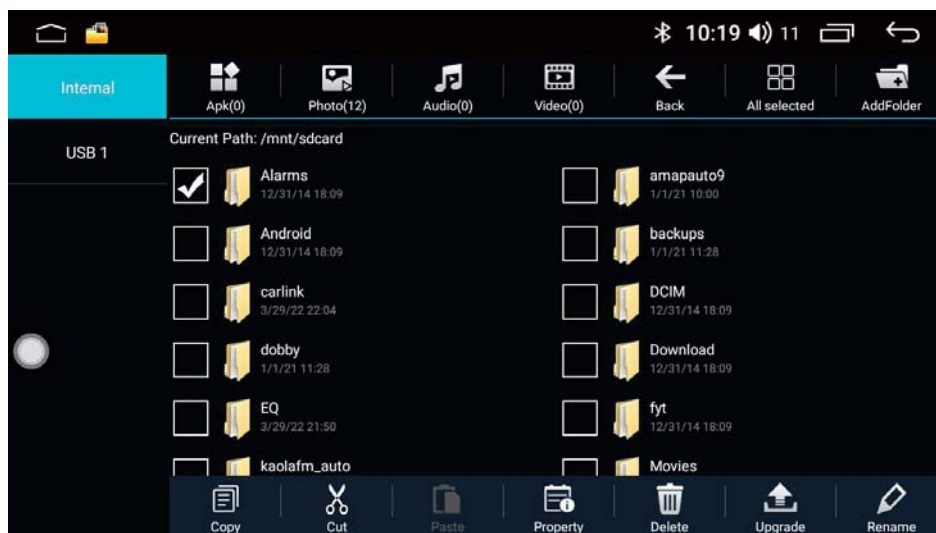 10:19 11
Internal
Apk(0) Photo(12) Audio(0) Video(0) Back All selected AddFolder
USB 1
Current Path: /mnt/sdcard
Alarms amapauto9
12/31/14 18:09 1/1/21 10:00
Android backups
12/31/14 18:09 1/1/21 11:28
carlink DCIM
3/29/22 22:04 12/31/14 18:09
dobby Download
1/1/21 11:28 12/31/14 18:09
EQ fyt
3/29/22 21:50 12/31/14 18:09
kaolafm_auto Movies
Copy Cut Paste Property Delete Upgrade Rename